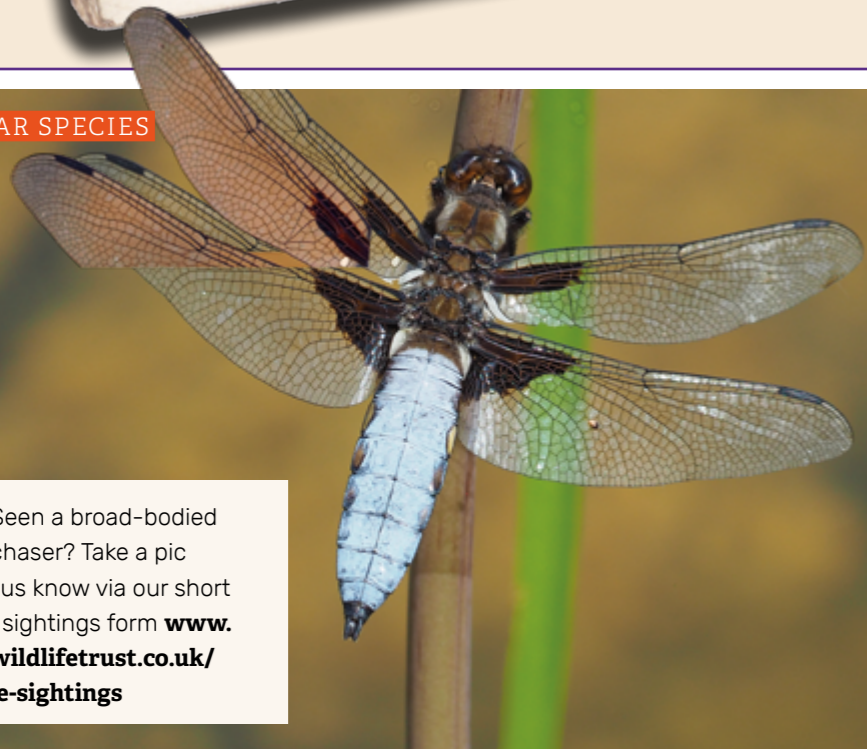 AR SPECIES
Seen a broad-bodied
chaser? Take a pic
us know via our short
sightings form www.
wildlifetrust.co.uk/
e-sightings